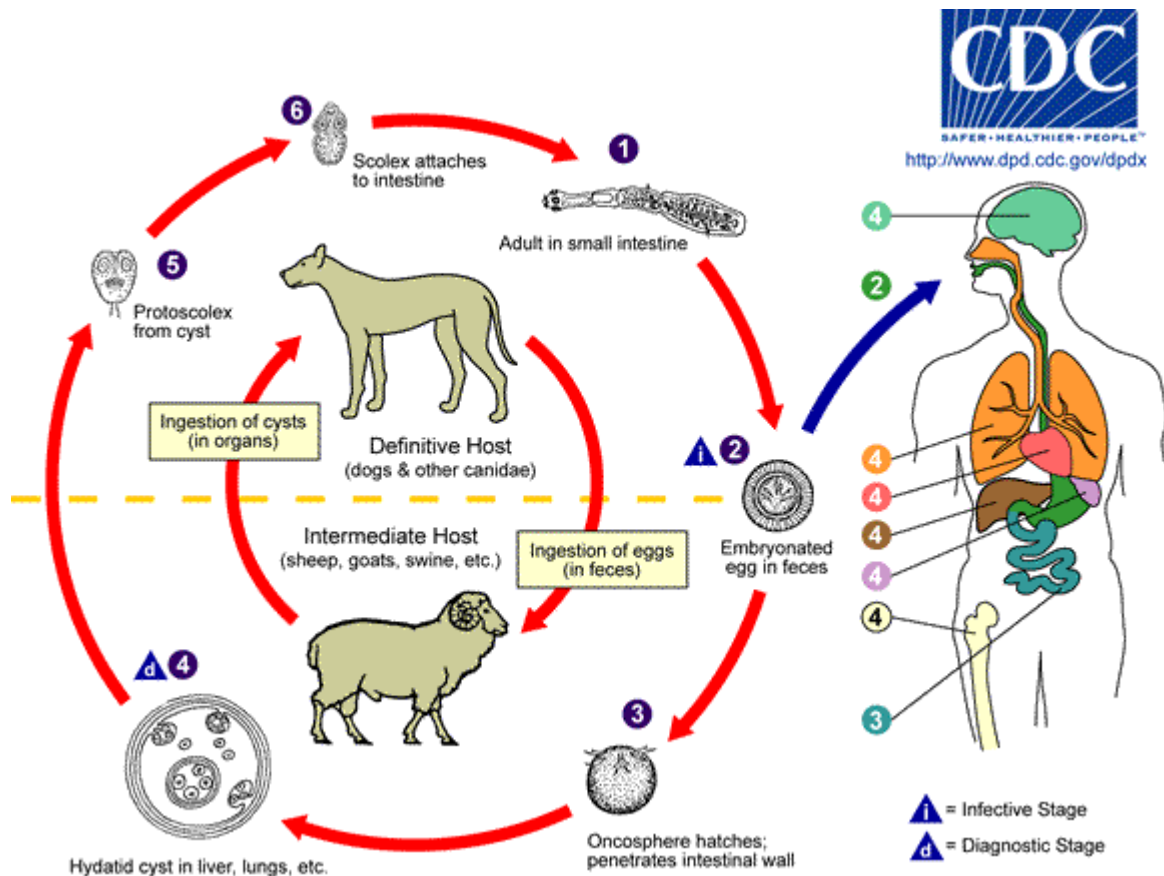 CDC
SAFER • HEALTHIER • PEOPLE™
http://www.dpd.cdc.gov/dpdx
6
Scolex attaches
to intestine
1
Adult in small intestine
5
Protoscolex
from cyst
Ingestion of cysts
(in organs)
Definitive Host
(dogs & other canidae)
Intermediate Host
(sheep, goats, swine, etc.)
Ingestion of eggs
(in feces)
i 2
Embryonated
egg in feces
d 4
Hydatid cyst in liver, lungs, etc.
3
Oncosphere hatches;
penetrates intestinal wall
4
2
4
4
4
4
4
3
i = Infective Stage
d = Diagnostic Stage